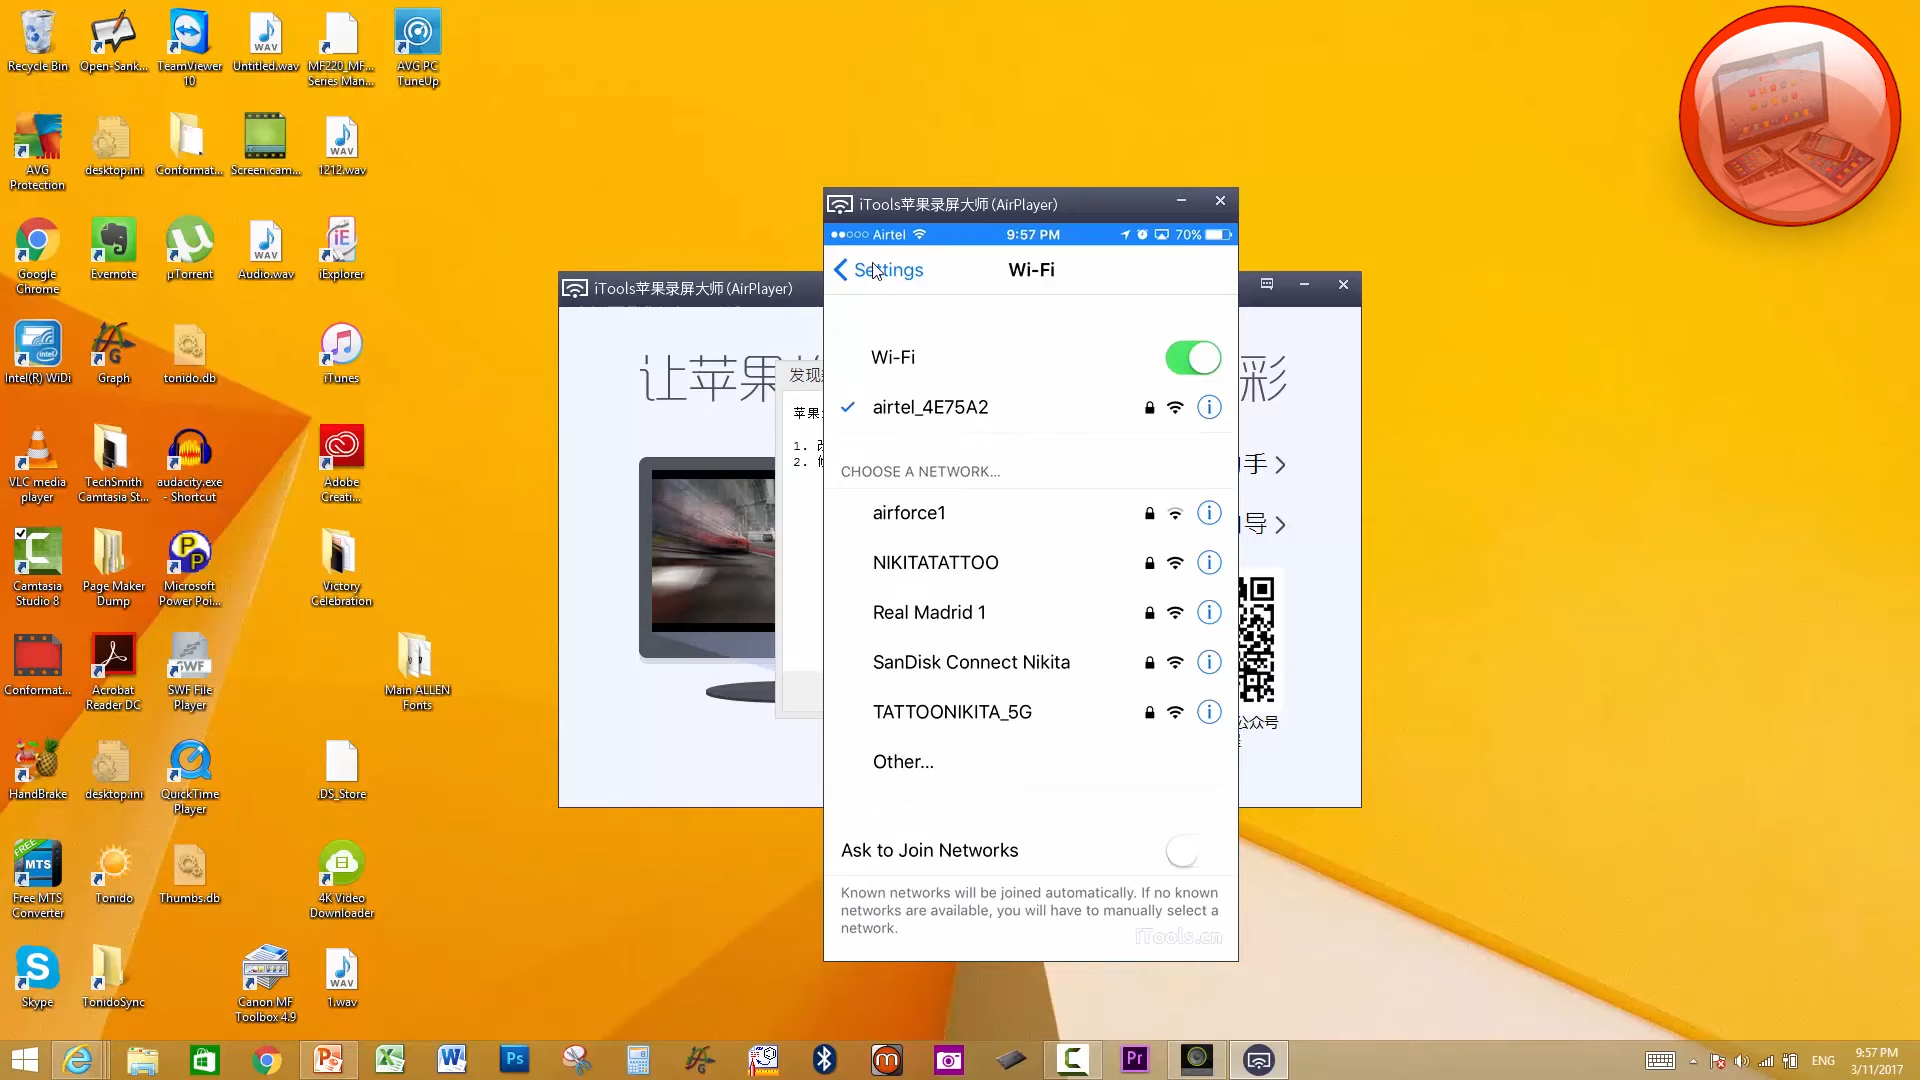 Recycle Bin
Open-Sank...
TeamViewer 10
Untitled.wav
MF220_MF... Series Man...
AVG PC TuneUp
AVG Protection
desktop.ini
Conformat...
Screen.cam...
1212.wav
Google Chrome
Evernote
µTorrent
Audio.wav
iExplorer
Intel(R) WiDi
Graph
tonido.db
iTunes
VLC media player
TechSmith Camtasia St...
audacity.exe - Shortcut
Adobe Creati...
Camtasia Studio 8
Page Maker Dump
Microsoft Power Poi...
Victory Celebration
Conformat...
Acrobat Reader DC
SWF
SWF File Player
Main ALLEN Fonts
HandBrake
desktop.ini
QuickTime Player
.DS_Store
FREE
MTS
Free MTS Converter
Tonido
Thumbs.db
4K Video Downloader
Skype
TonidoSync
Canon MF Toolbox 4.9
1.wav
iTools苹果录屏大师(AirPlayer)
让苹果
彩
发现
苹果
1.
2.
手
导
公众号
iTools苹果录屏大师(AirPlayer)
Airtel
9:57 PM
70%
Settings
Wi-Fi
Wi-Fi
airtel_4E75A2
CHOOSE A NETWORK...
airforce1
NIKITATATTOO
Real Madrid 1
SanDisk Connect Nikita
TATTOONIKITA_5G
Other...
Ask to Join Networks
Known networks will be joined automatically. If no known
networks are available, you will have to manually select a
network.
iTools.cn
ENG
9:57 PM
3/11/2017